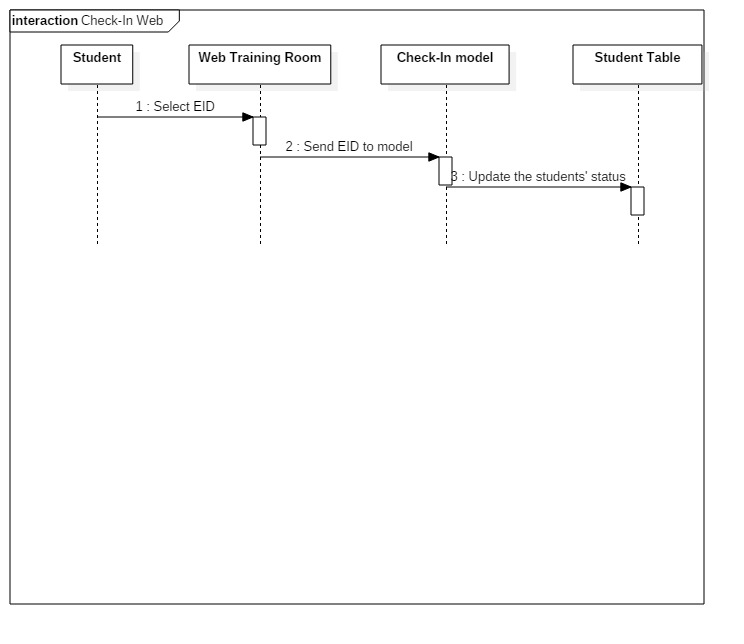 interaction Check-In Web
Student
Web Training Room
Check-In model
Student Table
1 : Select EID
2 : Send EID to model
3 : Update the students' status